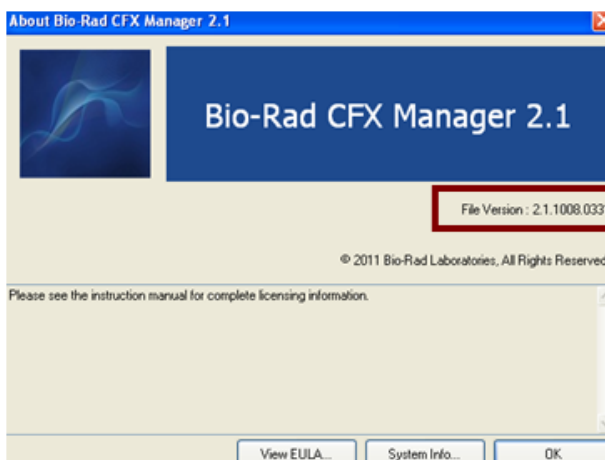 About Bio-Rad CFX Manager 2.1
Bio-Rad CFX Manager 2.1
File Version : 2.1.1008.033
© 2011 Bio-Rad Laboratories, All Rights Reserved
Please see the instruction manual for complete licensing information.
View EULA...
System Info...
OK